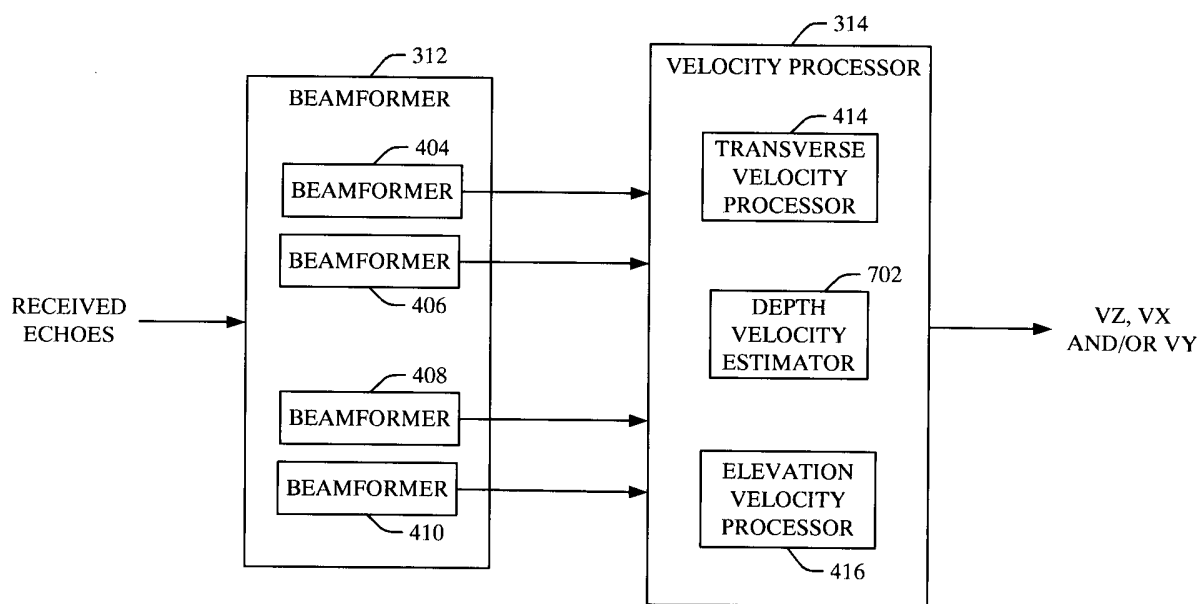 312
BEAMFORMER
404
BEAMFORMER
BEAMFORMER
406
408
BEAMFORMER
BEAMFORMER
410
RECEIVED
ECHOES
314
VELOCITY PROCESSOR
414
TRANSVERSE
VELOCITY
PROCESSOR
702
DEPTH
VELOCITY
ESTIMATOR
ELEVATION
VELOCITY
PROCESSOR
416
VZ, VX
AND/OR VY